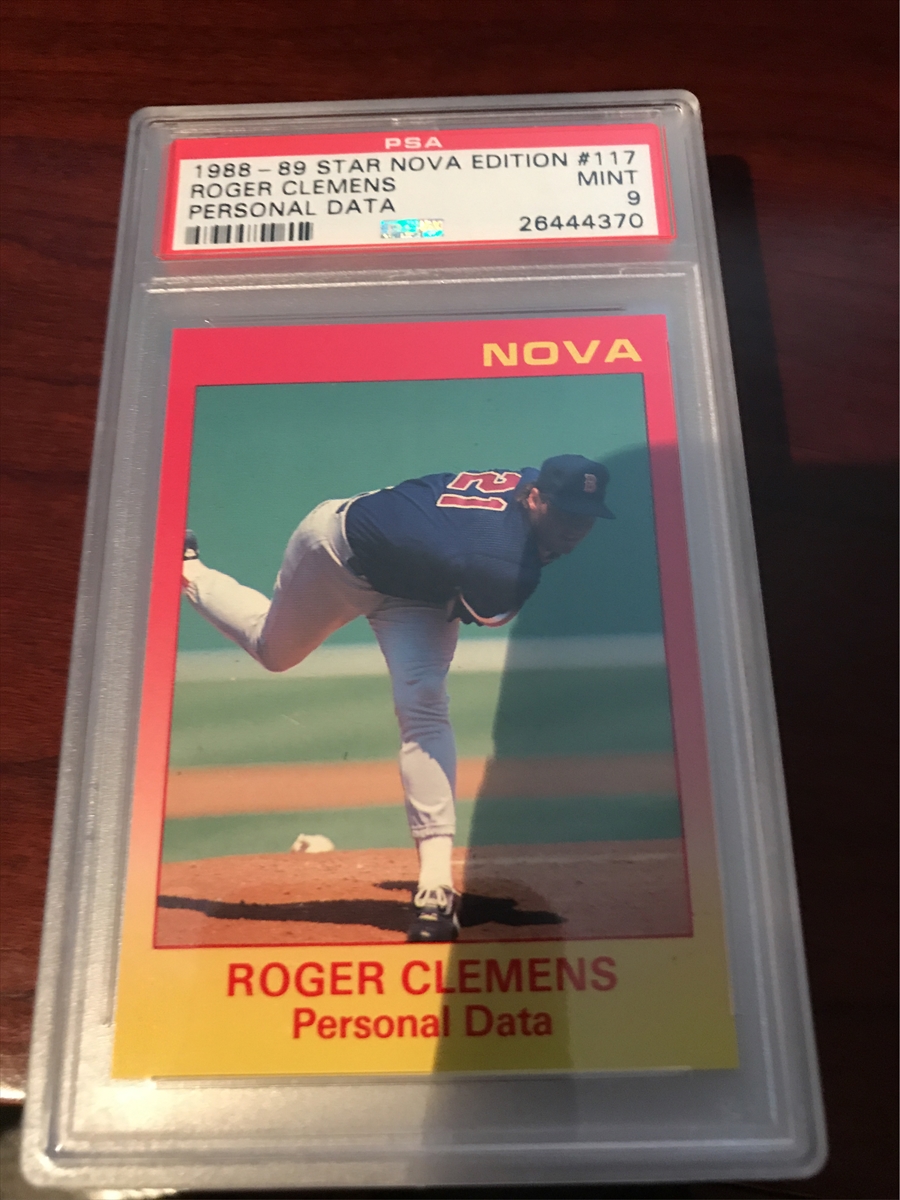 PSA
1988 - 89 STAR NOVA EDITION #117
ROGER CLEMENS MINT
PERSONAL DATA 9
26444370
NOVA
21
B
ROGER CLEMENS
Personal Data